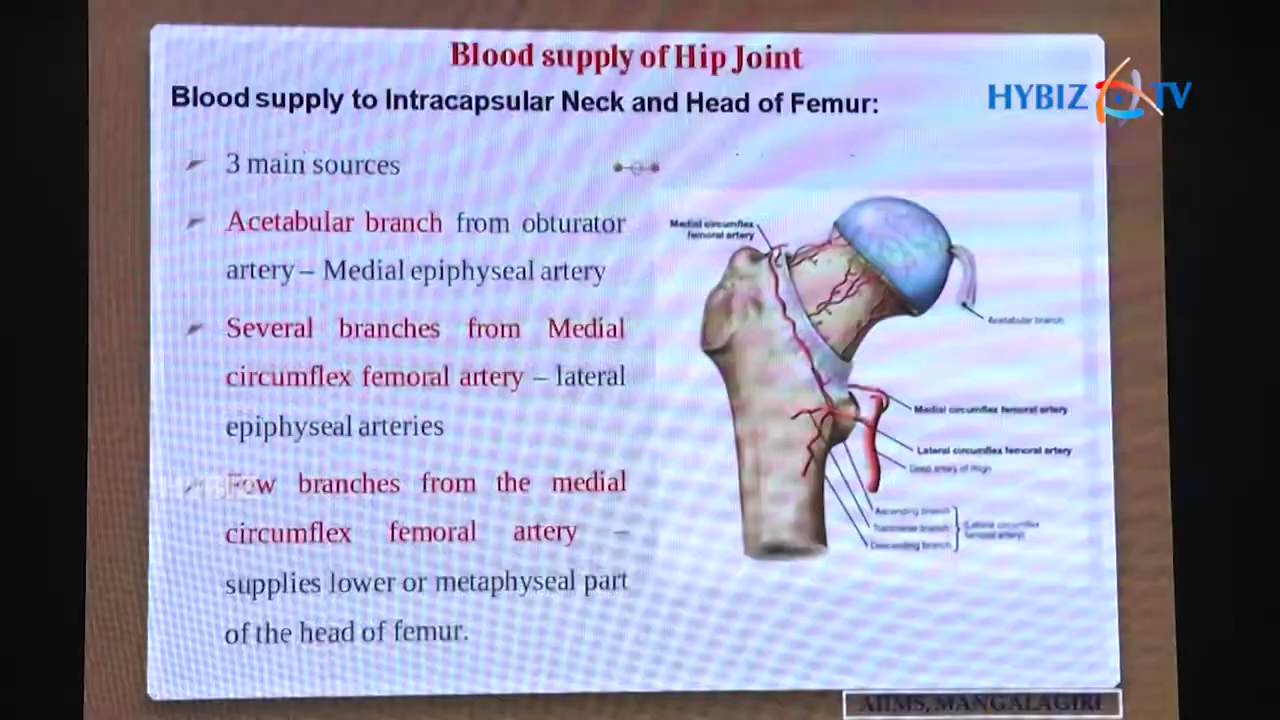 Blood supply of Hip Joint
HYBIZ TV
Blood supply to Intracapsular Neck and Head of Femur:
3 main sources
Acetabular branch from obturator
artery – Medial epiphyseal artery
Several branches from Medial
circumflex femoral artery – lateral
epiphyseal arteries
Few branches from the medial
circumflex femoral artery –
supplies lower or metaphyseal part
of the head of femur.
Medial circumflex
femoral artery
Acetabular branch
Medial circumflex femoral artery
Lateral circumflex femoral artery
Deep artery of thigh
Ascending branch
Transverse branch
Descending branch
(Lateral circumflex
femoral artery)
AIIMS, MANGALAGIRI